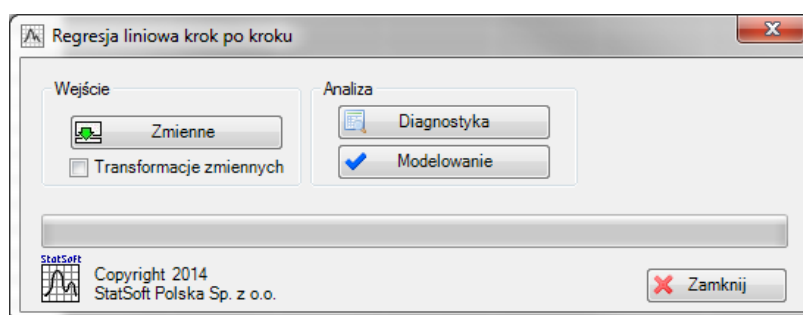 Regresja liniowa krok po kroku
Wejście
Zmienne
Transformacje zmiennych
Analiza
Diagnostyka
Modelowanie
StatSoft
Copyright 2014
StatSoft Polska Sp. z o.o.
Zamknij